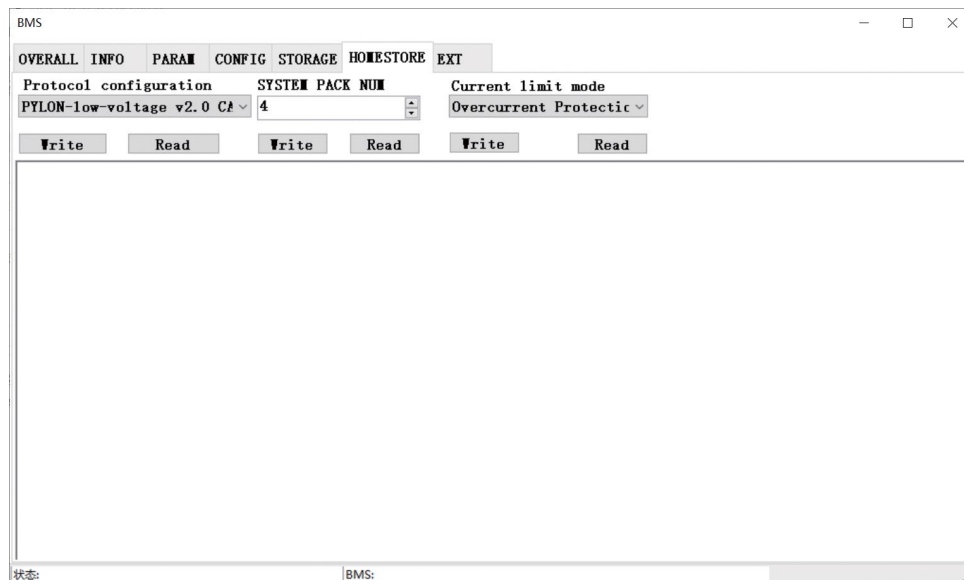 BMS
OVERALL INFO PARAM CONFIG STORAGE HOMESTORE EXT
Protocol configuration SYSTEM PACK NUM Current limit mode
PYLON-low-voltage v2.0 CA 4 Overcurrent Protectic
Write Read Write Read Write Read
状态: BMS: